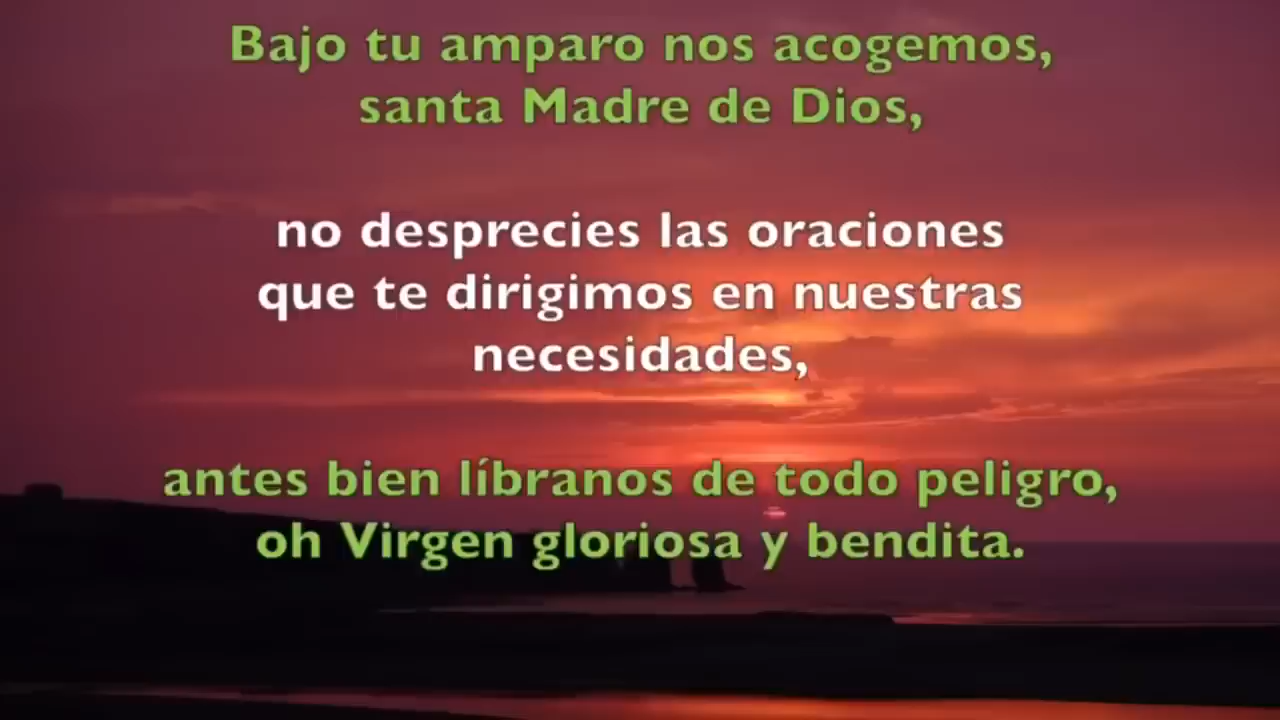 Bajo tu amparo nos acogemos,
santa Madre de Dios,
no desprecies las oraciones
que te dirigimos en nuestras
necesidades,
antes bien líbranos de todo peligro,
oh Virgen gloriosa y bendita.